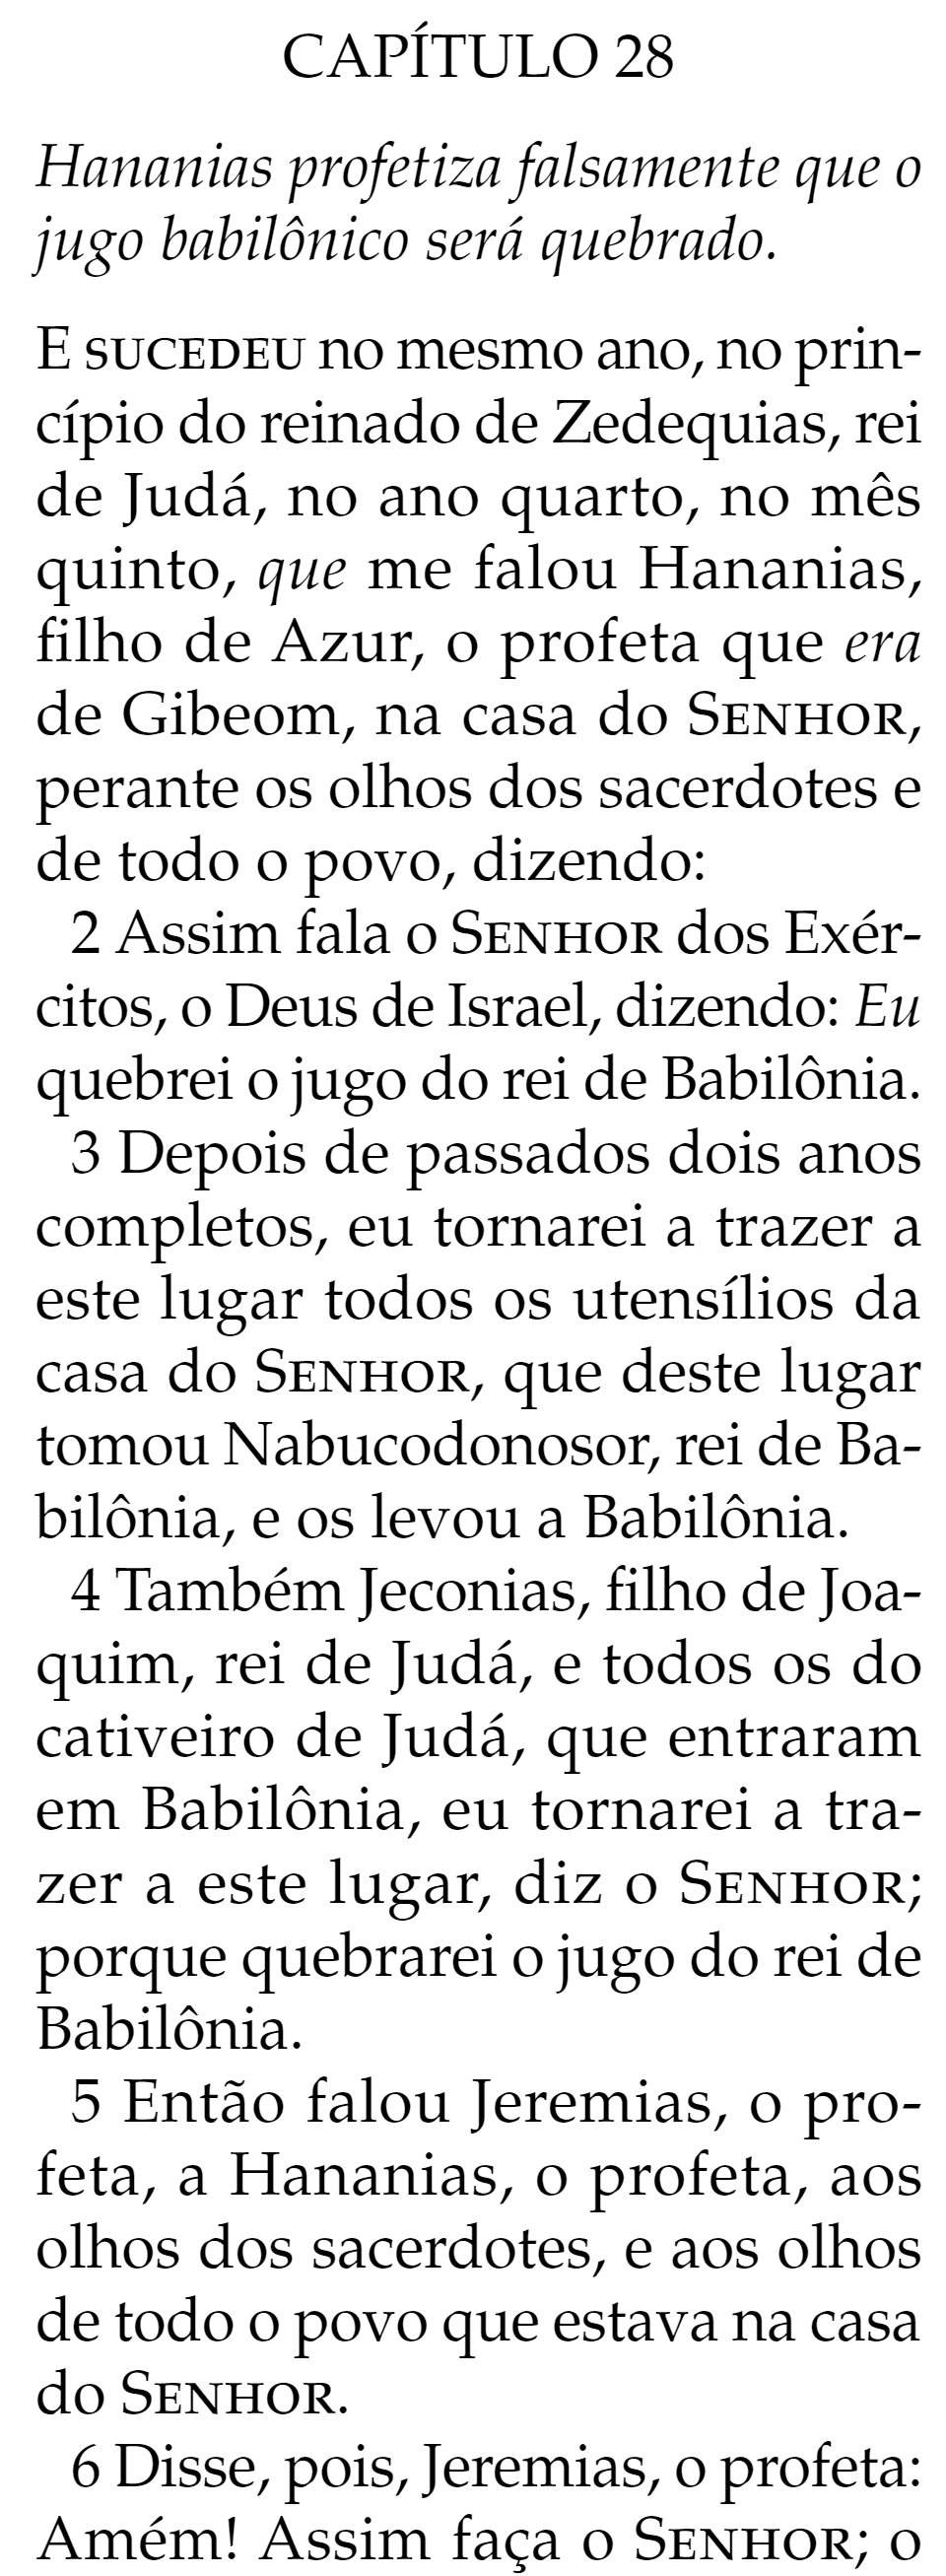 CAPÍTULO 28
Hananias profetiza falsamente que o
jugo babilônico será quebrado.
E SUCEDEU no mesmo ano, no prin-
cípio do reinado de Zedequias, rei
de Judá, no ano quarto, no mês
quinto, que me falou Hananias,
filho de Azur, o profeta que era
de Gibeom, na casa do SENHOR,
perante os olhos dos sacerdotes e
de todo o povo, dizendo:
2 Assim fala o SENHOR dos Exér-
citos, o Deus de Israel, dizendo: Eu
quebrei o jugo do rei de Babilônia.
3 Depois de passados dois anos
completos, eu tornarei a trazer a
este lugar todos os utensílios da
casa do SENHOR, que deste lugar
tomou Nabucodonosor, rei de Ba-
bilônia, e os levou a Babilônia.
4 Também Jeconias, filho de Joa-
quim, rei de Judá, e todos os do
cativeiro de Judá, que entraram
em Babilônia, eu tornarei a tra-
zer a este lugar, diz o SENHOR;
porque quebrarei o jugo do rei de
Babilônia.
5 Então falou Jeremias, o pro-
feta, a Hananias, o profeta, aos
olhos dos sacerdotes, e aos olhos
de todo o povo que estava na casa
do SENHOR.
6 Disse, pois, Jeremias, o profeta:
Amém! Assim faça o SENHOR; o